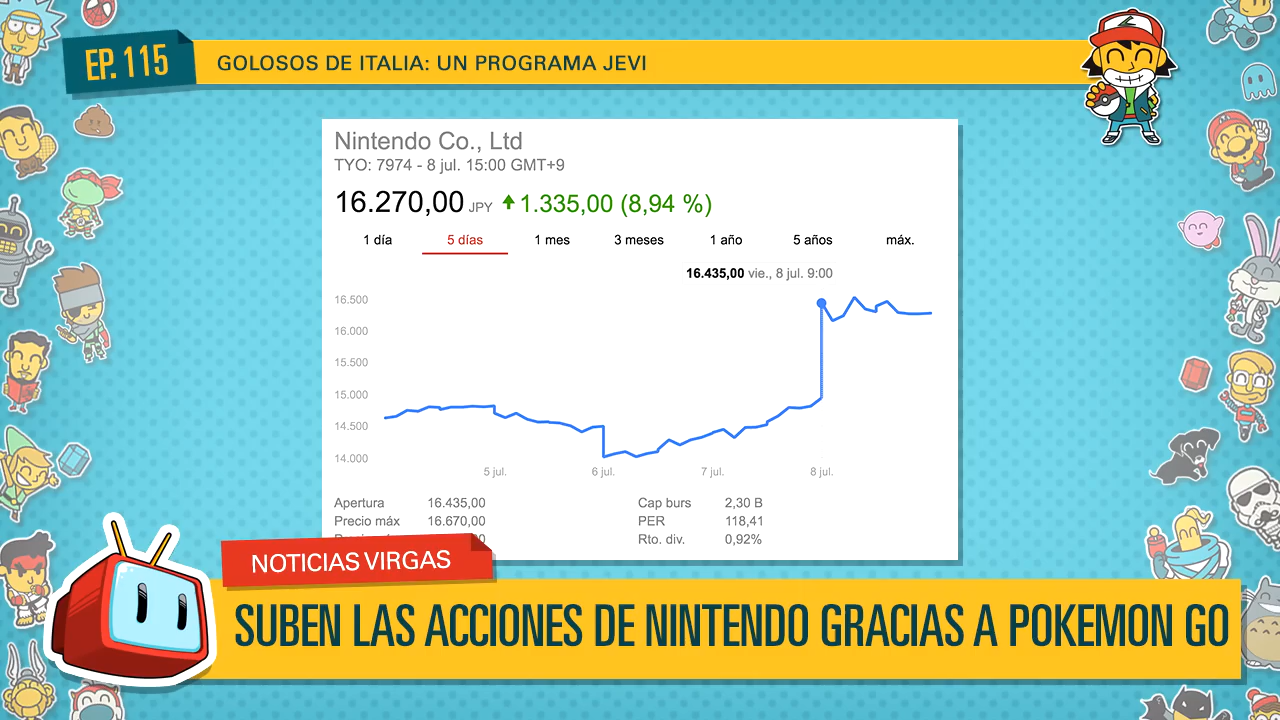 EP. 115
GOLOSOS DE ITALIA: UN PROGRAMA JEVI
Nintendo Co., Ltd
TYO: 7974 - 8 jul. 15:00 GMT+9
16.270,00 JPY 1.335,00 (8,94 %)
1 día 5 días 1 mes 3 meses 1 año 5 años máx.
16.435,00 vie., 8 jul. 9:00
16.500
16.000
15.500
15.000
14.500
14.000
5 jul. 6 jul. 7 jul. 8 jul.
Apertura 16.435,00 Cap burs 2,30 B
Precio máx 16.670,00 PER 118,41
Rto. div. 0,92%
NOTICIAS VIRGAS
SUBEN LAS ACCIONES DE NINTENDO GRACIAS A POKEMON GO